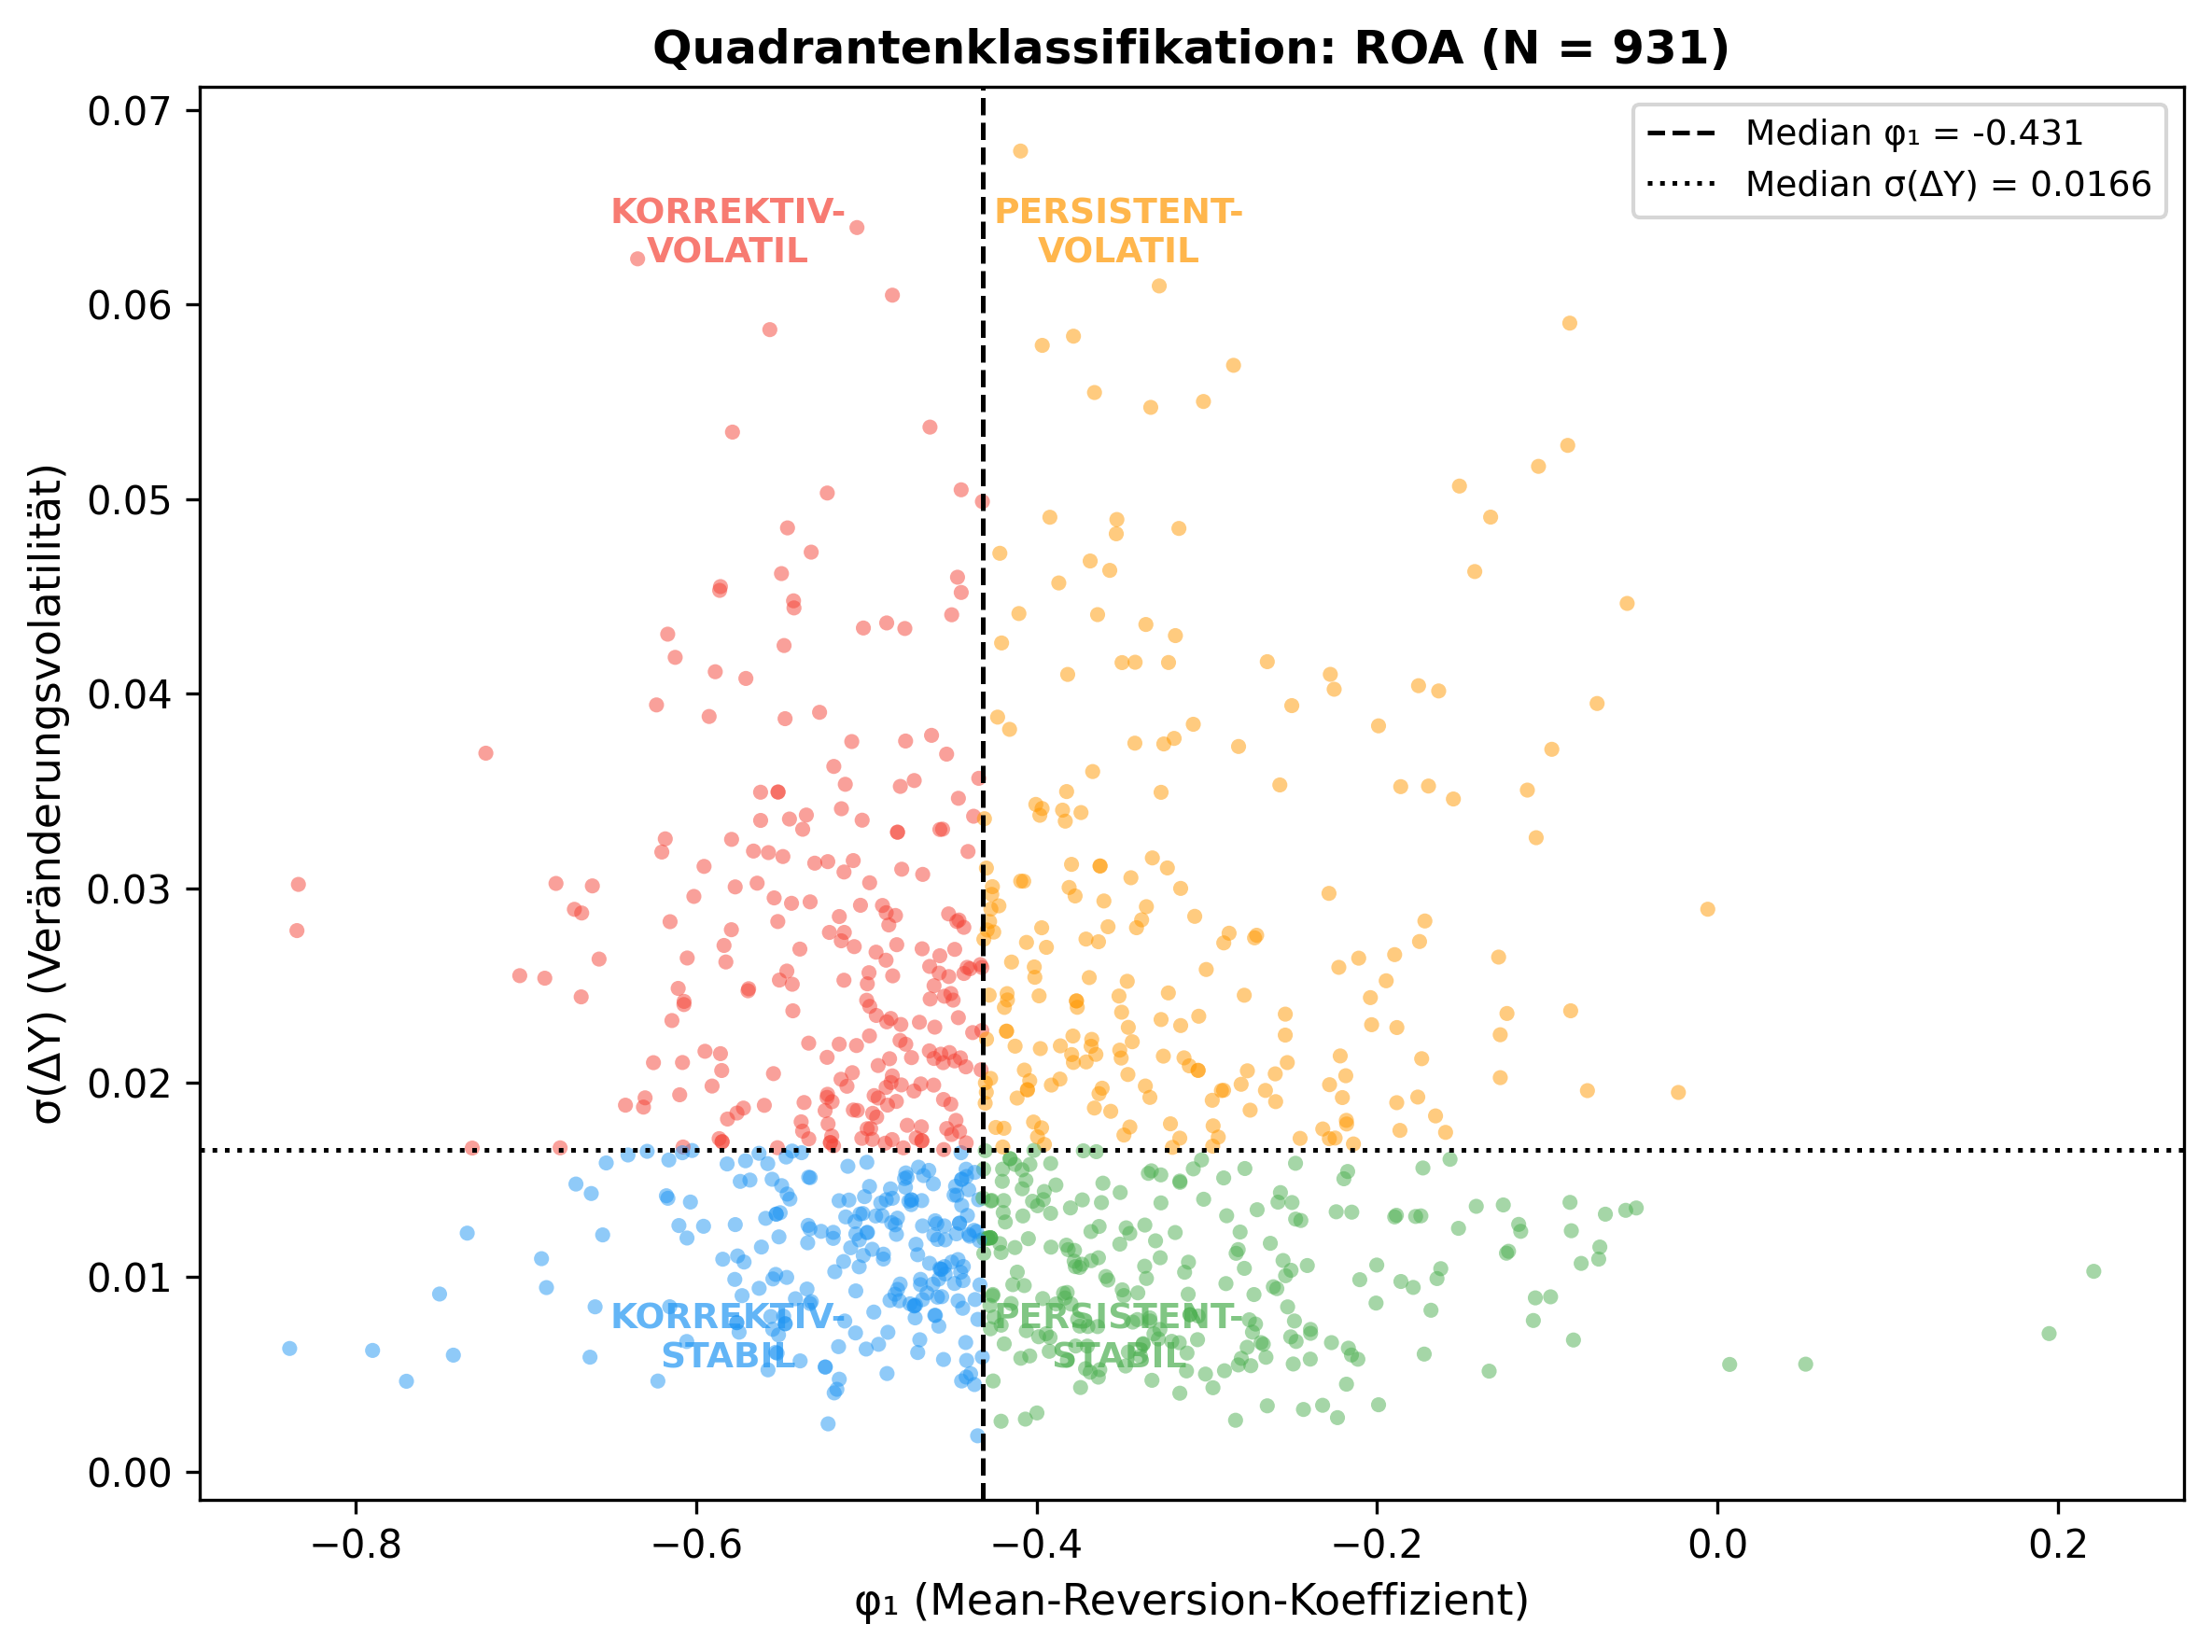 Quadrantenklassifikation: ROA (N = 931)
Median φ₁ = -0.431
Median σ(ΔY) = 0.0166
KORREKTIV-
VOLATIL
PERSISTENT-
VOLATIL
KORREKTIV-
STABIL
PERSISTENT-
STABIL
σ(ΔY) (Veränderungsvolatilität)
0.07
0.06
0.05
0.04
0.03
0.02
0.01
0.00
−0.8
−0.6
−0.4
−0.2
0.0
0.2
φ₁ (Mean-Reversion-Koeffizient)